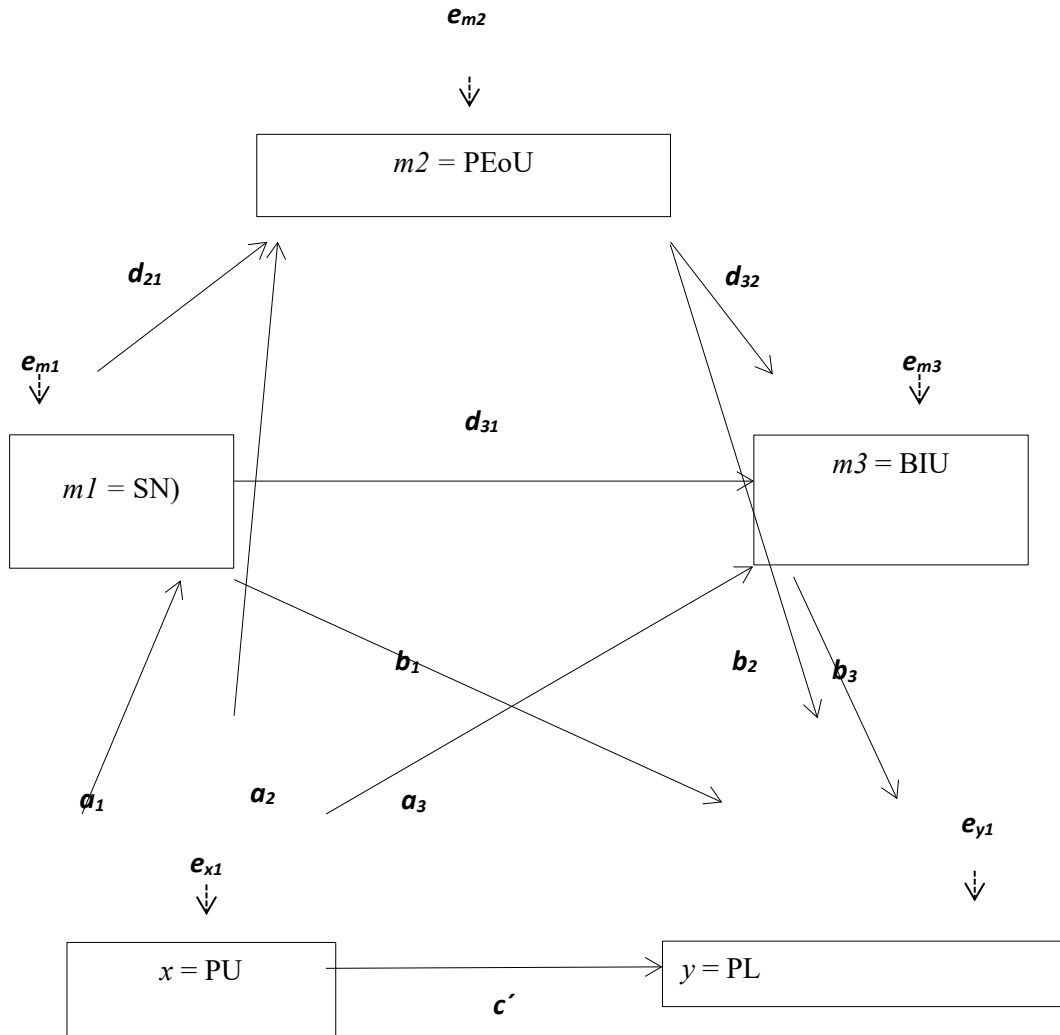 em2
m2 = PEoU
d21
d32
em1
em3
d31
m1 = SN)
m3 = BIU
b1
b2
b3
a1
a2
a3
ey1
ex1
x = PU
y = PL
c´